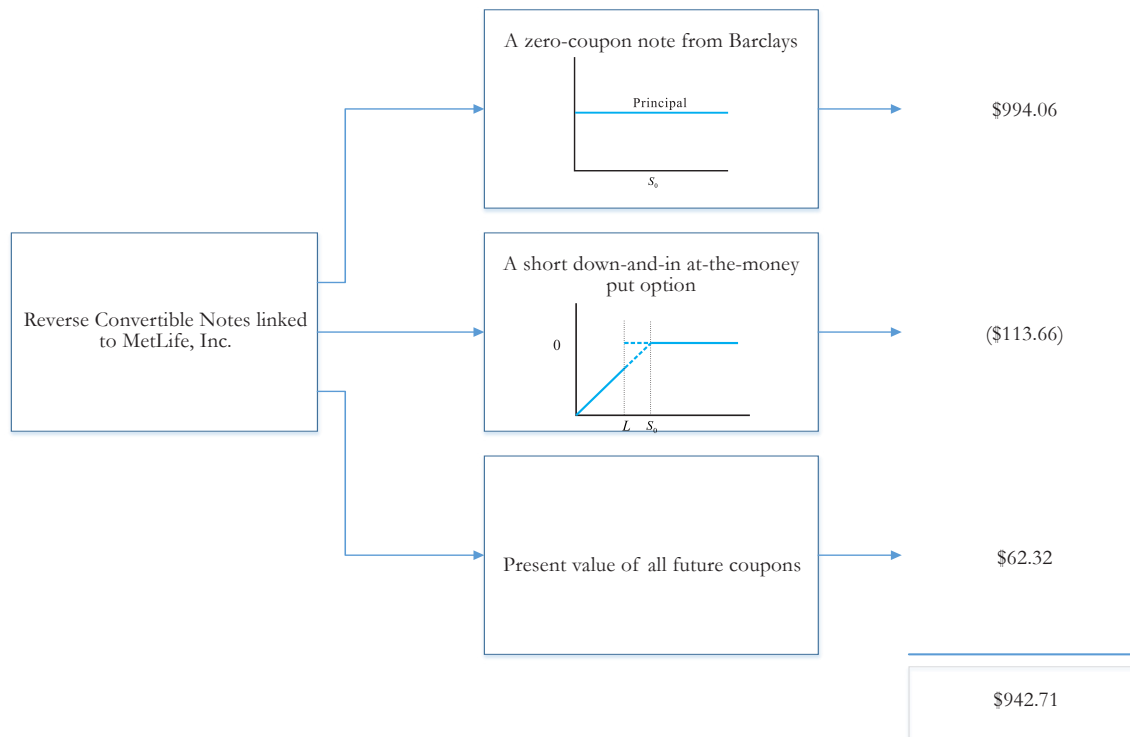 A zero-coupon note from Barclays
Principal
S₀
$994.06
Reverse Convertible Notes linked
to MetLife, Inc.
A short down-and-in at-the-money
put option
0
L S₀
($113.66)
Present value of all future coupons
$62.32
$942.71